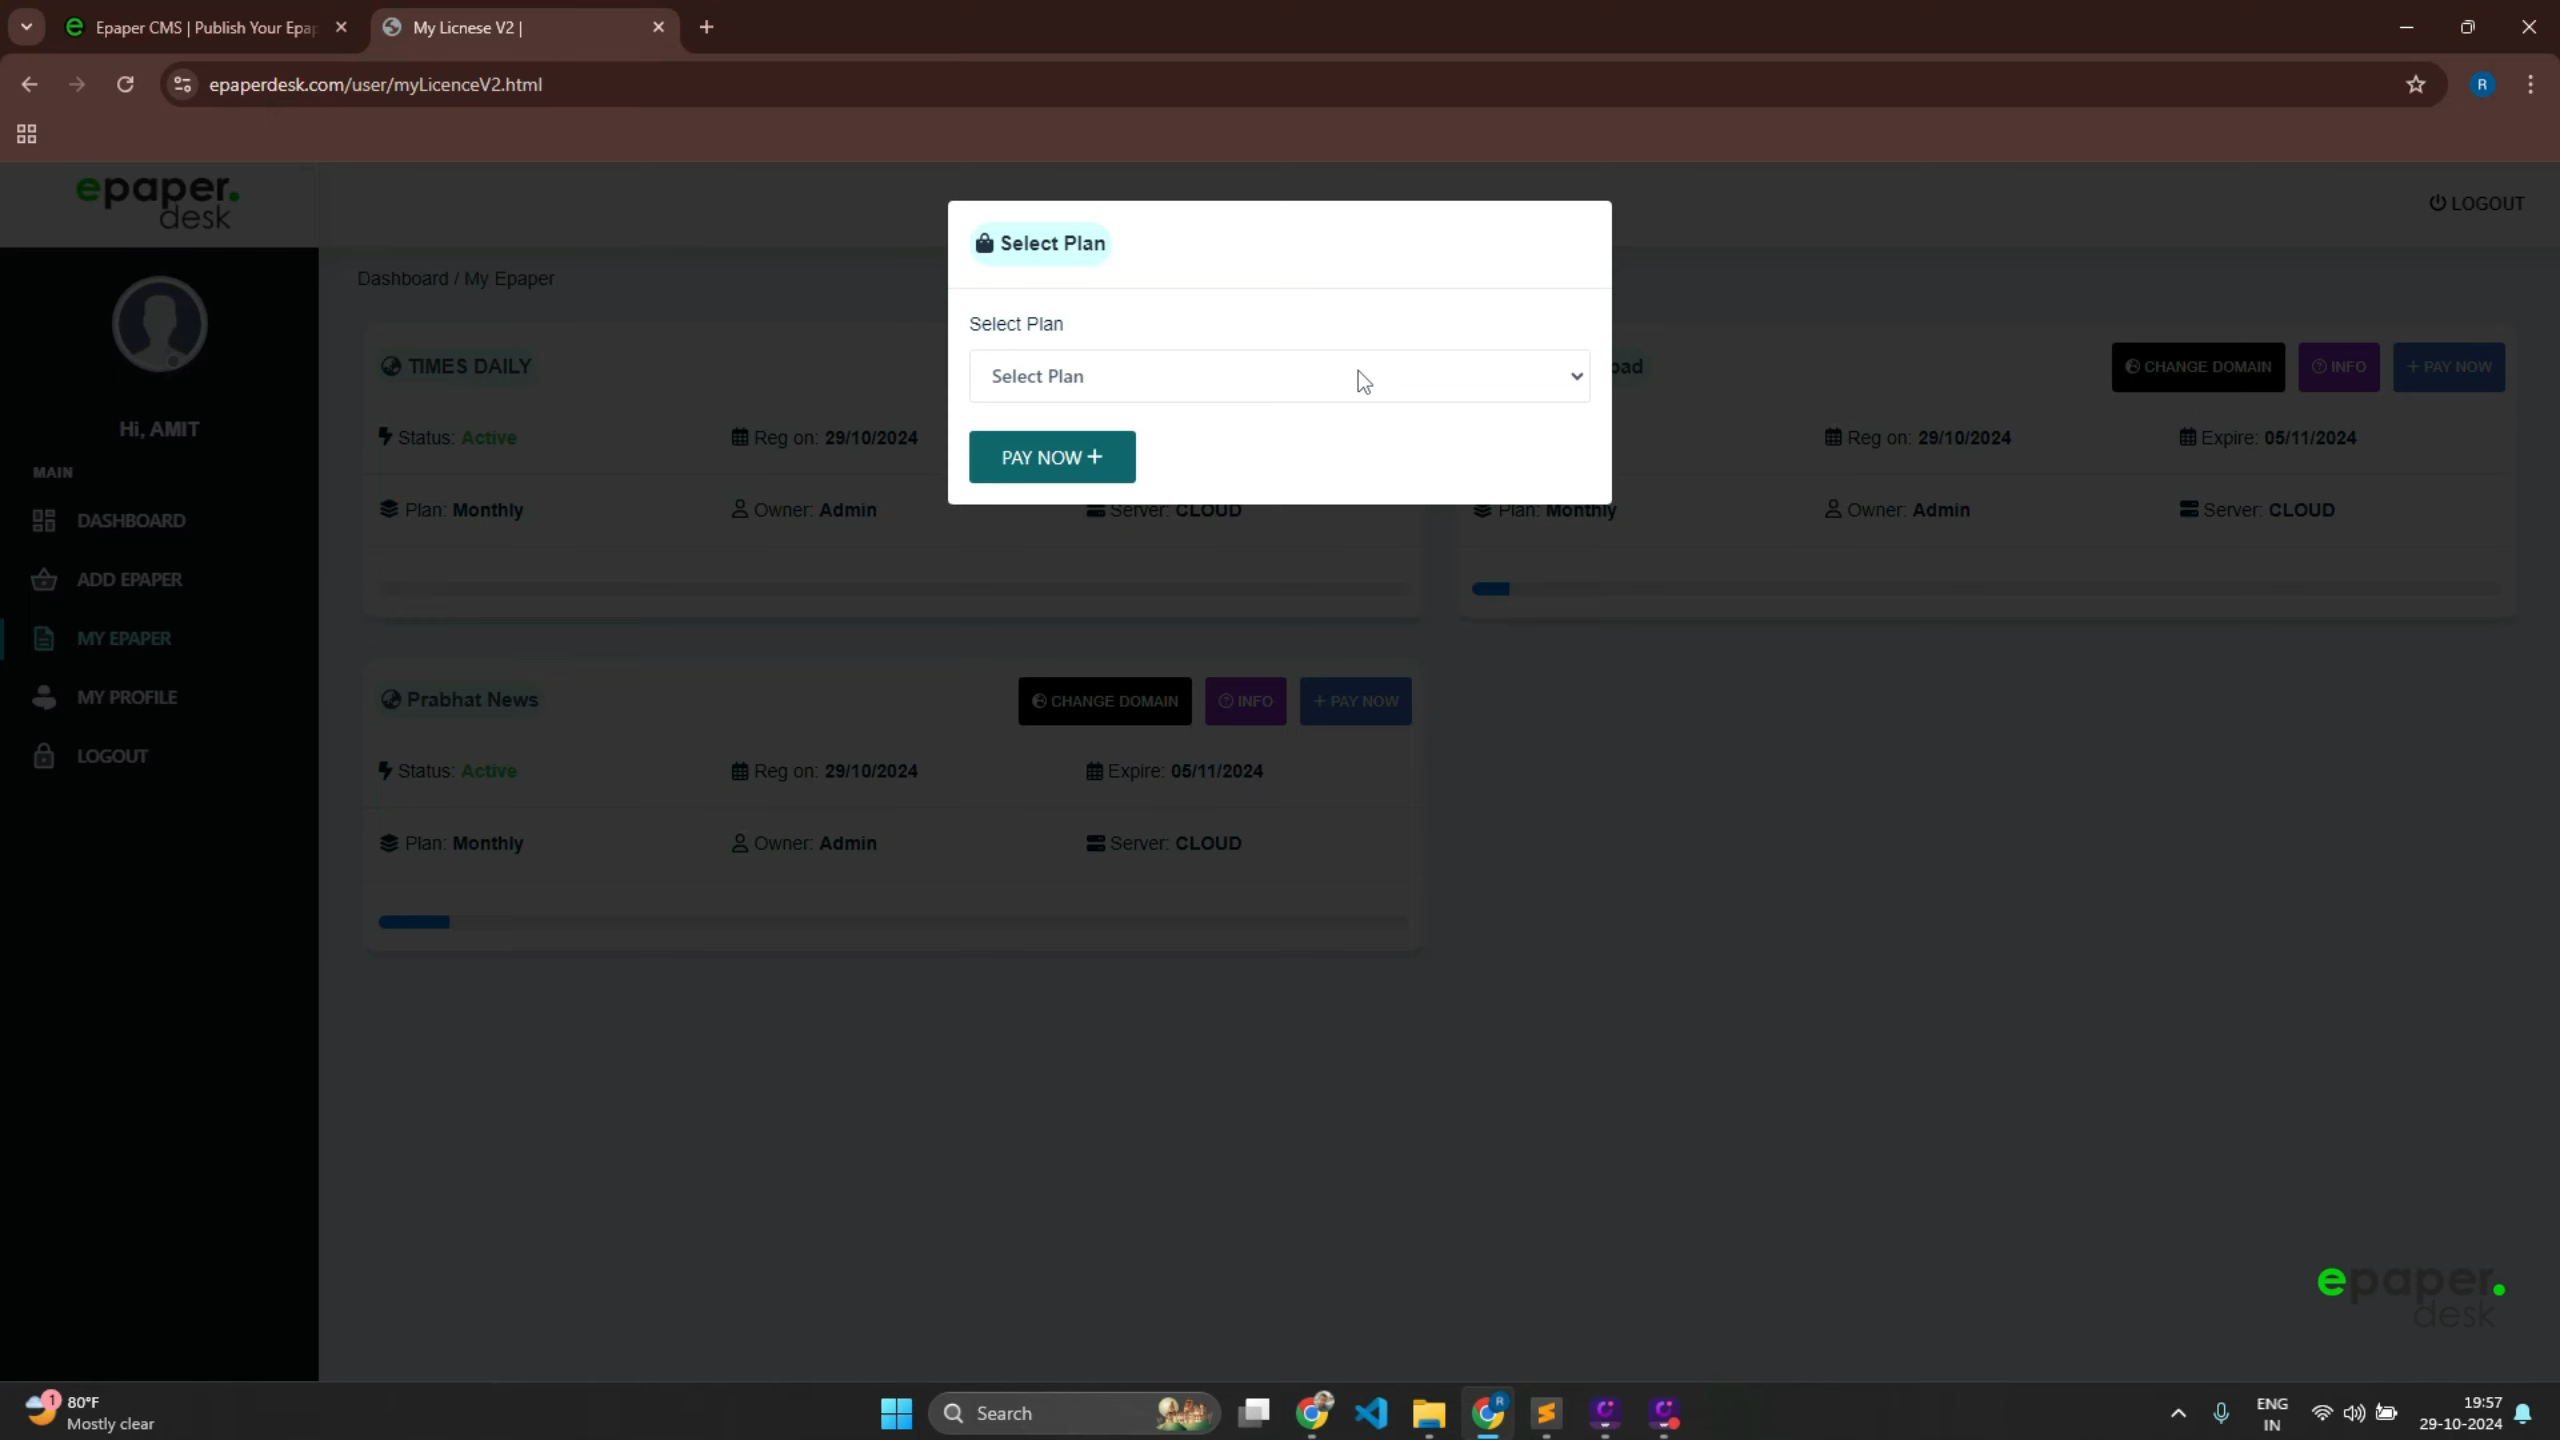 Epaper CMS | Publish Your Epap
My Licnese V2 |
epaperdesk.com/user/myLicenceV2.html
R
epaper.
desk
LOGOUT
Hi, AMIT
MAIN
DASHBOARD
ADD EPAPER
MY EPAPER
MY PROFILE
LOGOUT
Dashboard / My Epaper
Select Plan
Select Plan
Select Plan
PAY NOW
TIMES DAILY
Status: Active
Reg on: 29/10/2024
Plan: Monthly
Owner: Admin
Server: CLOUD
CHANGE DOMAIN
INFO
+ PAY NOW
Reg on: 29/10/2024
Expire: 05/11/2024
Plan: Monthly
Owner: Admin
Server: CLOUD
Prabhat News
CHANGE DOMAIN
INFO
+ PAY NOW
Status: Active
Reg on: 29/10/2024
Expire: 05/11/2024
Plan: Monthly
Owner: Admin
Server: CLOUD
epaper.
desk
1
80°F
Mostly clear
Search
R
ENG
IN
19:57
29-10-2024